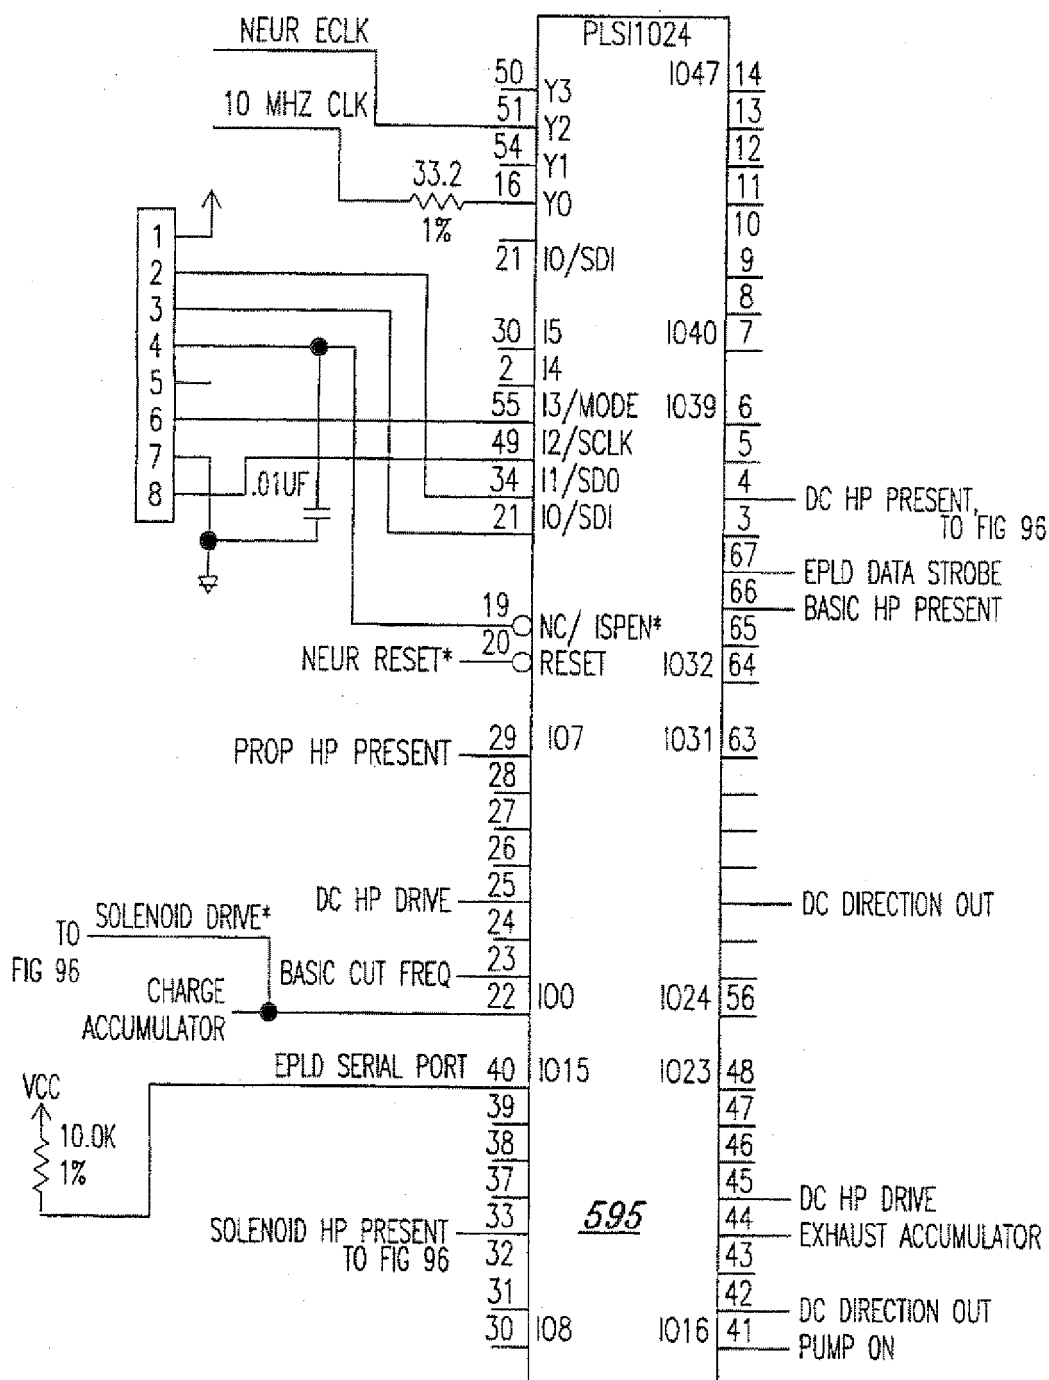 NEUR ECLK
PLSI1024
50 Y3
IO47 14
10 MHZ CLK
51 Y2
13
54 Y1
12
33.2
16 Y0
11
1%
10
1
21 IO/SDI
9
2
8
3
30 I5
IO40 7
4
2 I4
5
55 I3/MODE
IO39 6
6
49 I2/SCLK
5
7
34 I1/SDO
4
8
.01UF
DC HP PRESENT,
TO FIG 96
21 IO/SDI
3
67 EPLD DATA STROBE
66 BASIC HP PRESENT
19 NC/ ISPEN*
65
20
NEUR RESET*
RESET
IO32 64
PROP HP PRESENT
29 IO7
IO31 63
28
27
26
25
DC HP DRIVE
DC DIRECTION OUT
24
SOLENOID DRIVE*
TO
FIG 96
23
BASIC CUT FREQ
22 IO0
IO24 56
CHARGE
ACCUMULATOR
EPLD SERIAL PORT
40 IO15
IO23 48
VCC
39
47
10.0K
1%
38
46
37
45 DC HP DRIVE
33
595
44 EXHAUST ACCUMULATOR
SOLENOID HP PRESENT
TO FIG 96
32
43
31
42 DC DIRECTION OUT
30 IO8
IO16 41
PUMP ON